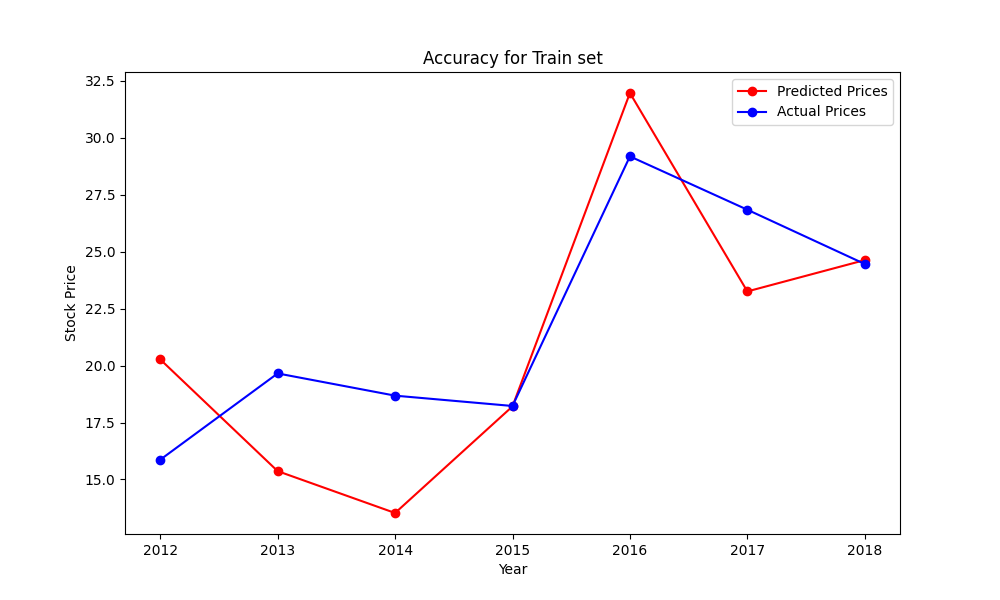 Accuracy for Train set
Predicted Prices
Actual Prices
32.5
30.0
27.5
25.0
22.5
20.0
17.5
15.0
Stock Price
2012 2013 2014 2015 2016 2017 2018
Year